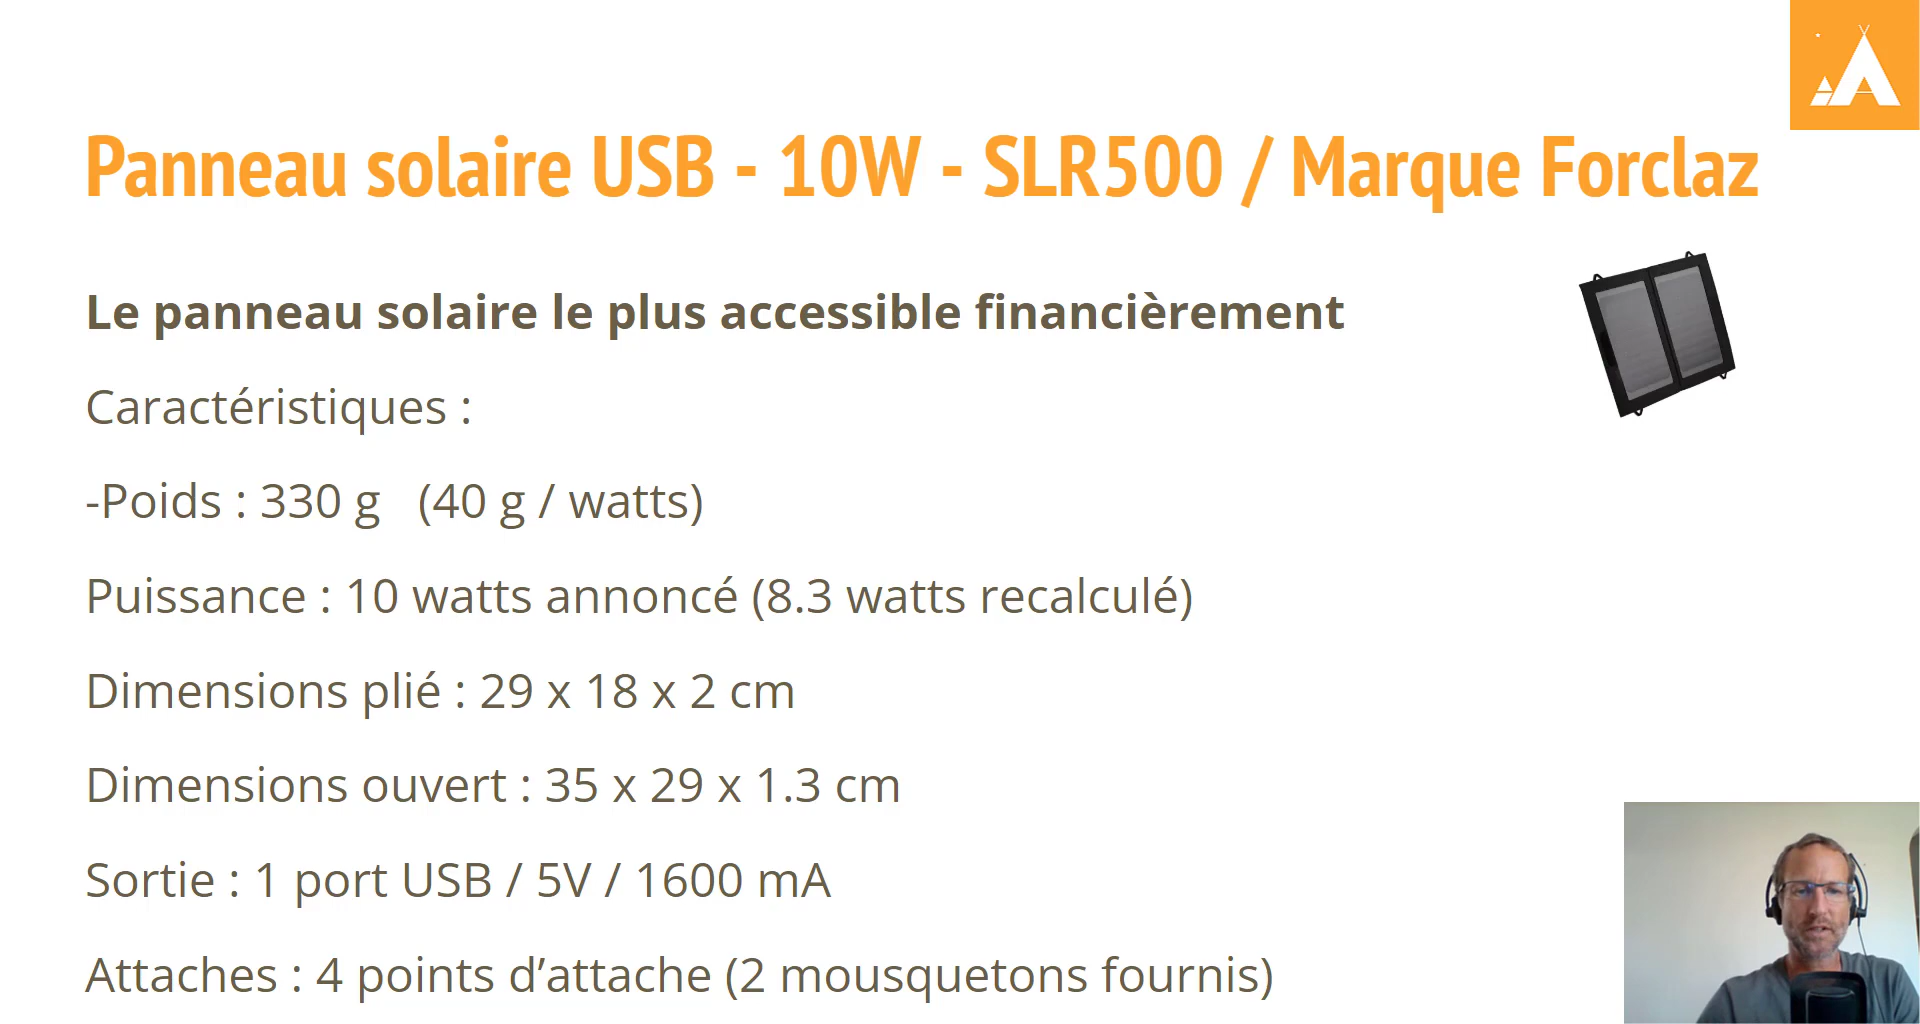 Panneau solaire USB - 10W - SLR500 / Marque Forclaz
Le panneau solaire le plus accessible financièrement
Caractéristiques :
-Poids : 330 g (40 g / watts)
Puissance : 10 watts annoncé (8.3 watts recalculé)
Dimensions plié : 29 x 18 x 2 cm
Dimensions ouvert : 35 x 29 x 1.3 cm
Sortie : 1 port USB / 5V / 1600 mA
Attaches : 4 points d’attache (2 mousquetons fournis)